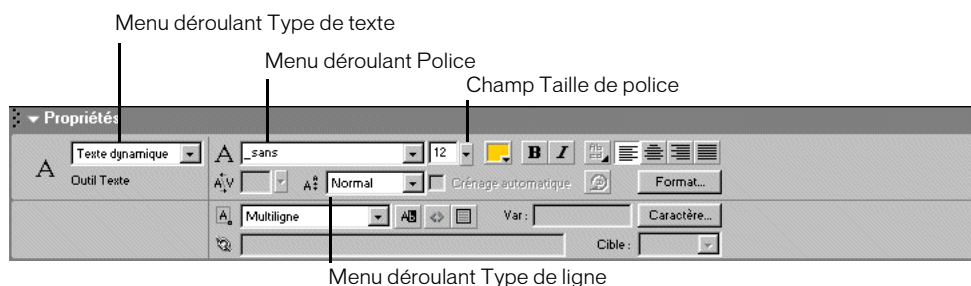 Menu déroulant Type de texte
Menu déroulant Police
Champ Taille de police
Propriétés
A Texte dynamique A _sans 12 B I
Outil Texte A V A Normal Crénage automatique Format...
A Multiligne AB <> Var : Caractère...
Cible :
Menu déroulant Type de ligne